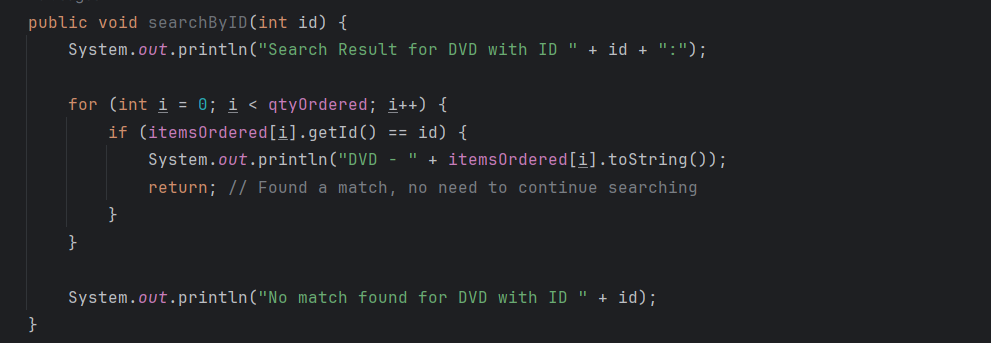 public void searchByID(int id) {
    System.out.println("Search Result for DVD with ID " + id + ":");
    for (int i = 0; i < qtyOrdered; i++) {
        if (itemsOrdered[i].getId() == id) {
            System.out.println("DVD - " + itemsOrdered[i].toString());
            return; // Found a match, no need to continue searching
        }
    }
    System.out.println("No match found for DVD with ID " + id);
}